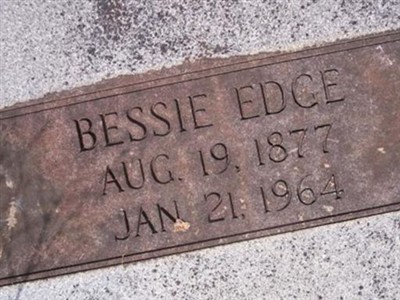 BESSIE EDGE
AUG. 19, 1877
JAN 21, 1964